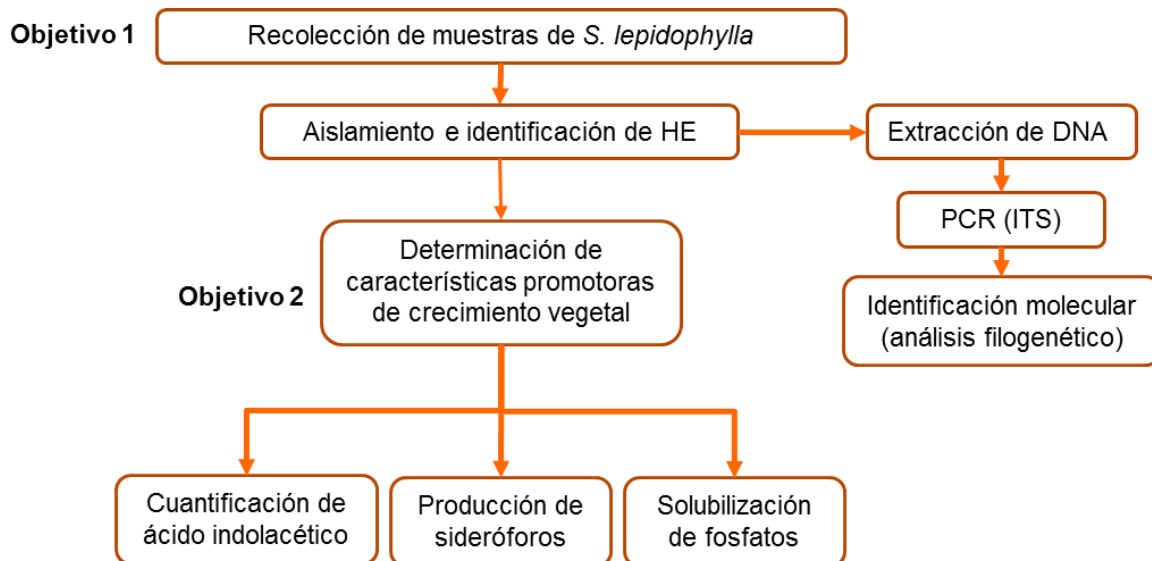 Objetivo 1
Recolección de muestras de S. lepidophylla
Aislamiento e identificación de HE
Extracción de DNA
PCR (ITS)
Identificación molecular
(análisis filogenético)
Objetivo 2
Determinación de
características promotoras
de crecimiento vegetal
Cuantificación de
ácido indolacético
Producción de
sideróforos
Solubilización
de fosfatos